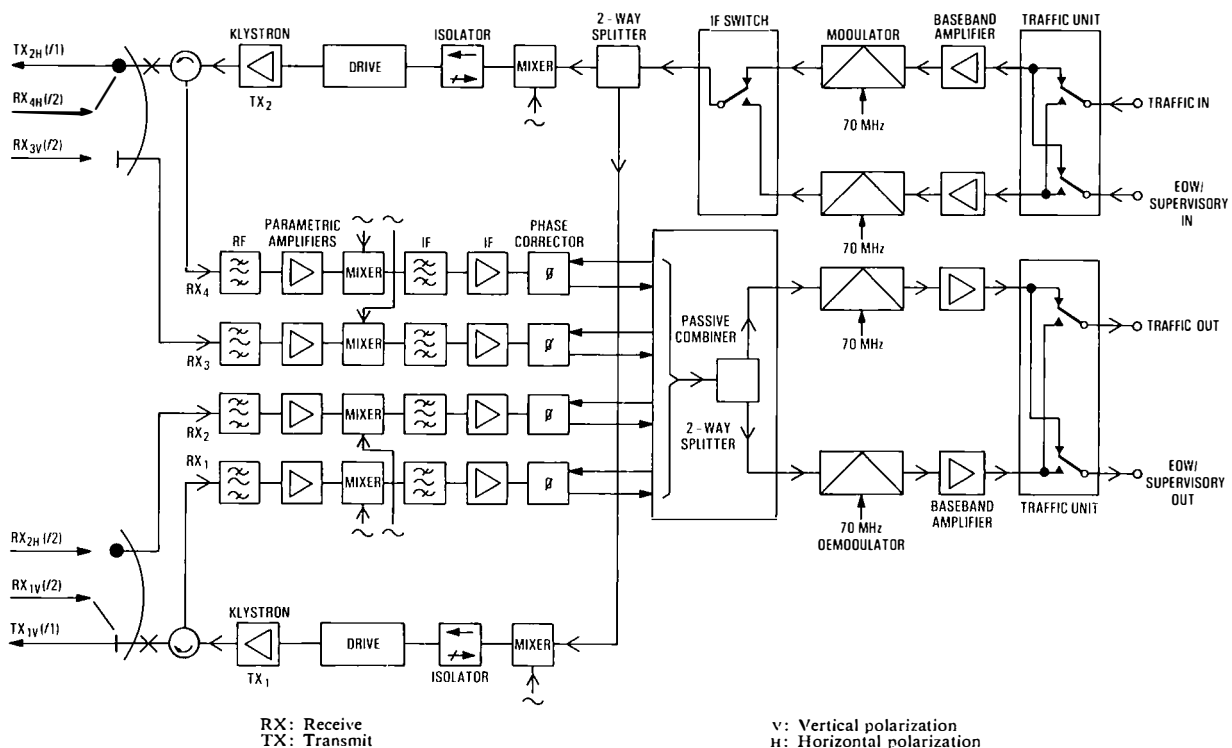 2 - WAY SPLITTER
IF SWITCH
MODULATOR
BASEBAND AMPLIFIER
TRAFFIC UNIT
KLYSTRON
ISOLATOR
TX2H(f1)
DRIVE
MIXER
TX2
RX4H(f2)
70 MHz
TRAFFIC IN
RX3V(f2)
EOW/ SUPERVISORY IN
70 MHz
RF
PARAMETRIC AMPLIFIERS
IF
IF
PHASE CORRECTOR
RX4
MIXER
ø
PASSIVE COMBINER
TRAFFIC OUT
RX3
MIXER
ø
70 MHz
RX2
MIXER
ø
2 - WAY SPLITTER
RX1
MIXER
ø
EOW/ SUPERVISORY OUT
BASEBAND AMPLIFIER
TRAFFIC UNIT
70 MHz
OEMODULATOR
RX2H(f2)
RX1V(f2)
TX1V(f1)
KLYSTRON
TX1
DRIVE
ISOLATOR
MIXER
RX: Receive
TX: Transmit
V: Vertical polarization
H: Horizontal polarization